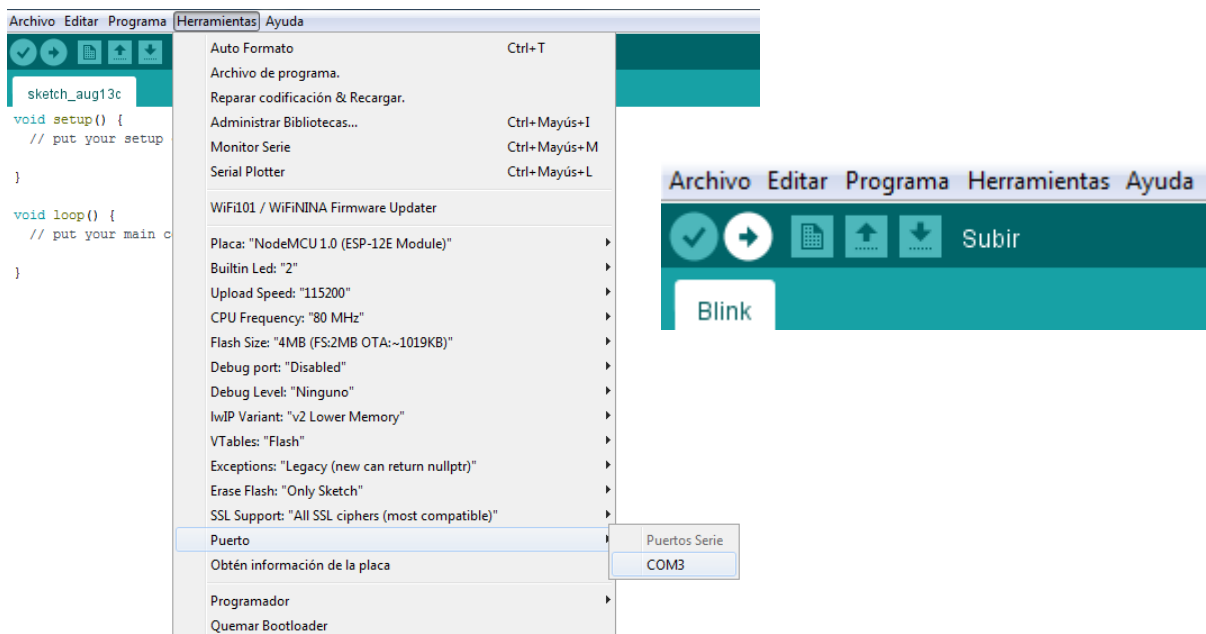 Archivo Editar Programa Herramientas Ayuda
sketch_aug13c
void setup() {
// put your setup
}
void loop() {
// put your main c
}
Auto Formato Ctrl+T
Archivo de programa.
Reparar codificación & Recargar.
Administrar Bibliotecas... Ctrl+Mayús+I
Monitor Serie Ctrl+Mayús+M
Serial Plotter Ctrl+Mayús+L
WiFi101 / WiFiNINA Firmware Updater
Placa: "NodeMCU 1.0 (ESP-12E Module)"
Builtin Led: "2"
Upload Speed: "115200"
CPU Frequency: "80 MHz"
Flash Size: "4MB (FS:2MB OTA:~1019KB)"
Debug port: "Disabled"
Debug Level: "Ninguno"
lwIP Variant: "v2 Lower Memory"
VTables: "Flash"
Exceptions: "Legacy (new can return nullptr)"
Erase Flash: "Only Sketch"
SSL Support: "All SSL ciphers (most compatible)"
Puerto
Puertos Serie
COM3
Obtén información de la placa
Programador
Quemar Bootloader
Archivo Editar Programa Herramientas Ayuda
Subir
Blink